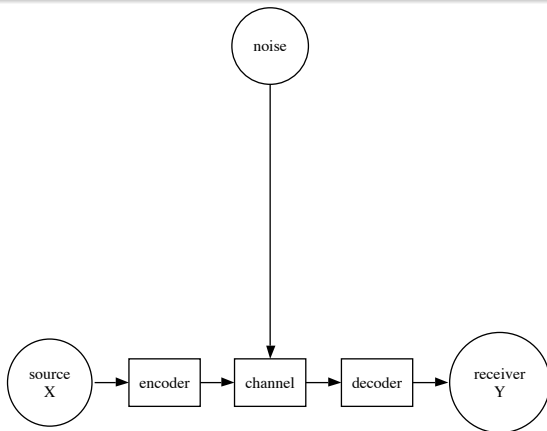 noise
source
X
encoder
channel
decoder
receiver
Y